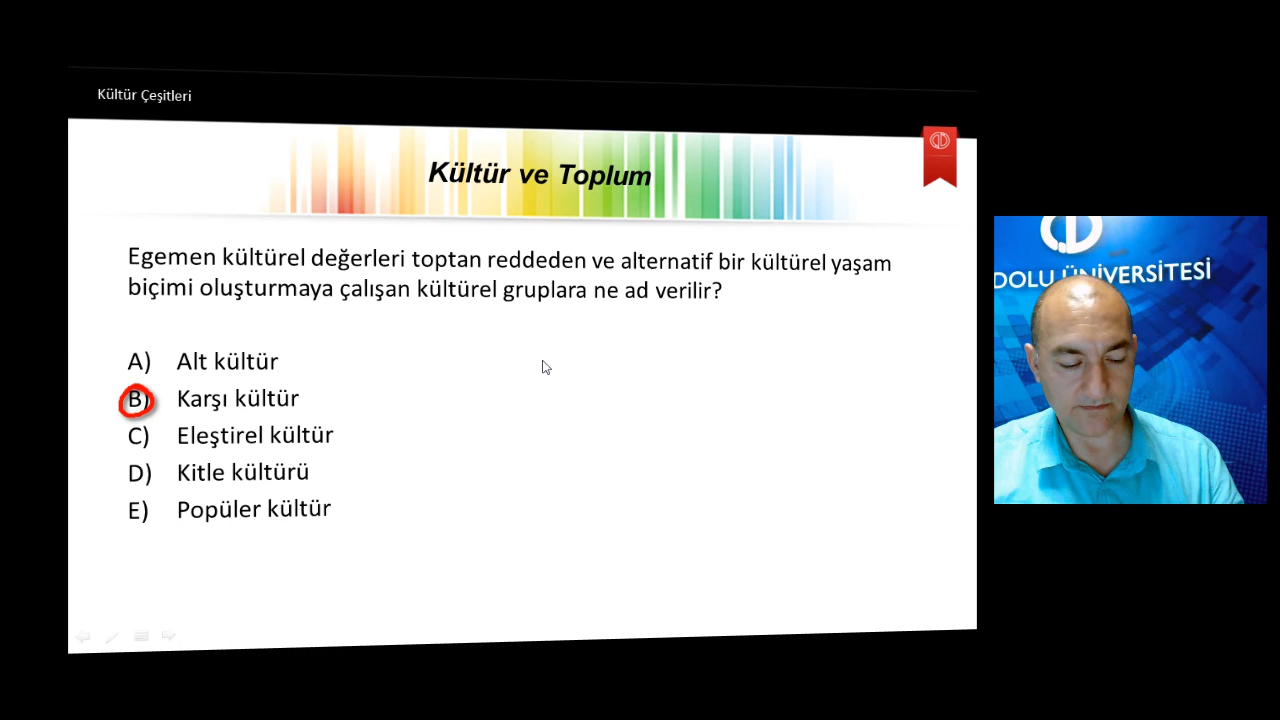 Kültür Çeşitleri
Kültür ve Toplum
Egemen kültürel değerleri toptan reddeden ve alternatif bir kültürel yaşam
biçimi oluşturmaya çalışan kültürel gruplara ne ad verilir?
A) Alt kültür
B) Karşı kültür
C) Eleştirel kültür
D) Kitle kültürü
E) Popüler kültür
DOLU ÜNİVERSİTESİ